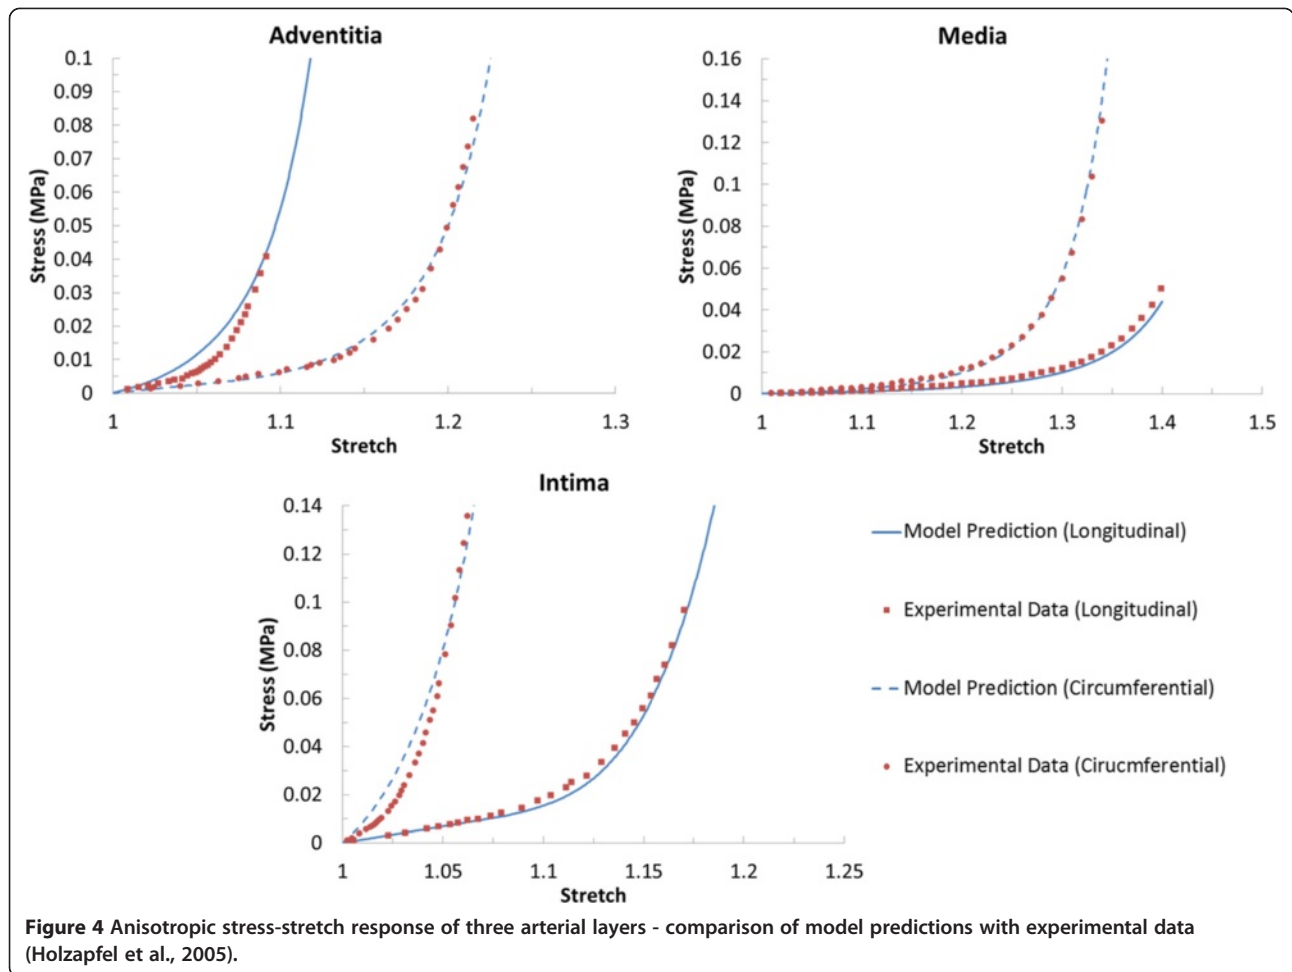 Adventitia
0.1
0.09
0.08
0.07
0.06
0.05
0.04
0.03
0.02
0.01
0
Stress (MPa)
1 1.1 1.2 1.3
Stretch
Media
0.16
0.14
0.12
0.1
0.08
0.06
0.04
0.02
0
Stress (MPa)
1 1.1 1.2 1.3 1.4 1.5
Stretch
Intima
0.14
0.12
0.1
0.08
0.06
0.04
0.02
0
Stress (MPa)
1 1.05 1.1 1.15 1.2 1.25
Stretch
Model Prediction (Longitudinal)
Experimental Data (Longitudinal)
Model Prediction (Circumferential)
Experimental Data (Cirucmferential)
Figure 4 Anisotropic stress-stretch response of three arterial layers - comparison of model predictions with experimental data
(Holzapfel et al., 2005).